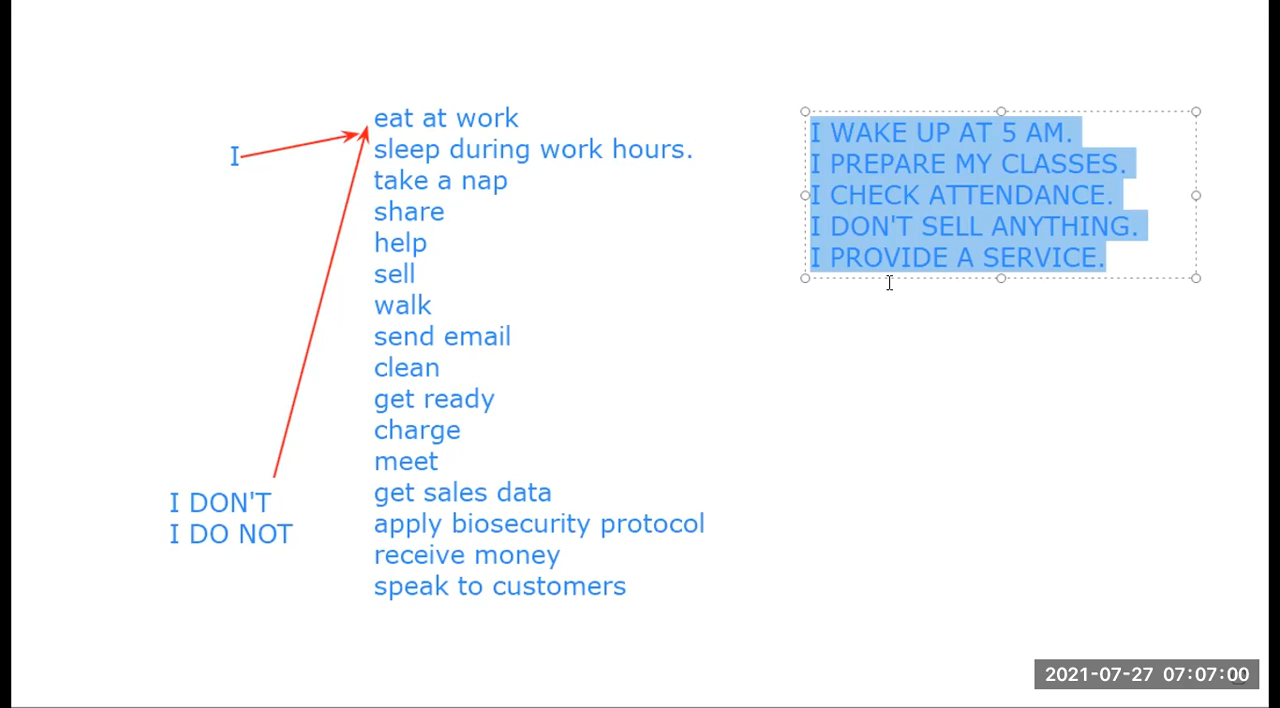 I
eat at work
sleep during work hours.
take a nap
share
help
sell
walk
send email
clean
get ready
charge
meet
get sales data
apply biosecurity protocol
receive money
speak to customers
I DON'T
I DO NOT
I WAKE UP AT 5 AM.
I PREPARE MY CLASSES.
I CHECK ATTENDANCE.
I DON'T SELL ANYTHING.
I PROVIDE A SERVICE.
2021-07-27 07:07:00